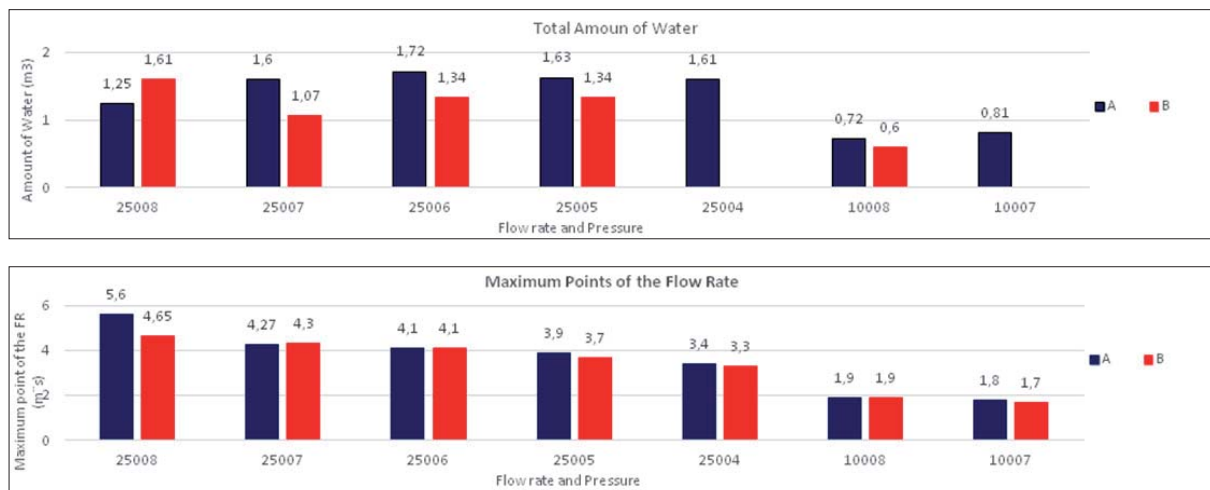 Total Amoun of Water
Amount of Water (m3)
2
1
0
1,25 1,61 1,6 1,07 1,72 1,34 1,63 1,34 1,61 0,72 0,6 0,81
25008 25007 25006 25005 25004 10008 10007
Flow rate and Pressure
A B
Maximum Points of the Flow Rate
Maximum point of the FR
(m¨s)
6
4
2
0
5,6 4,65 4,27 4,3 4,1 4,1 3,9 3,7 3,4 3,3 1,9 1,9 1,8 1,7
25008 25007 25006 25005 25004 10008 10007
Flow rate and Pressure
A B